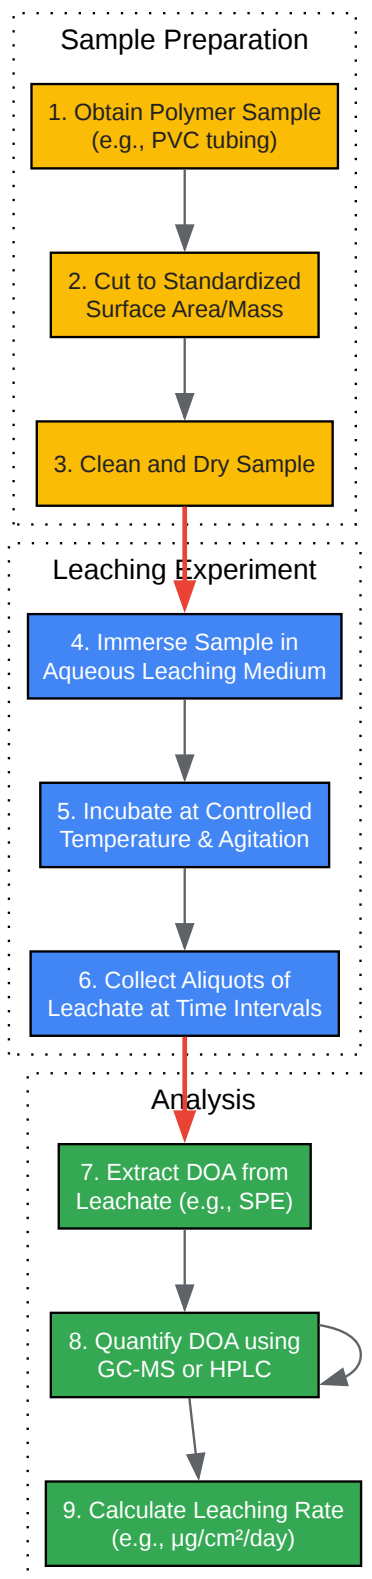 Sample Preparation
1. Obtain Polymer Sample
(e.g., PVC tubing)
2. Cut to Standardized
Surface Area/Mass
3. Clean and Dry Sample
Leaching Experiment
4. Immerse Sample in
Aqueous Leaching Medium
5. Incubate at Controlled
Temperature & Agitation
6. Collect Aliquots of
Leachate at Time Intervals
Analysis
7. Extract DOA from
Leachate (e.g., SPE)
8. Quantify DOA using
GC-MS or HPLC
9. Calculate Leaching Rate
(e.g., μg/cm²/day)